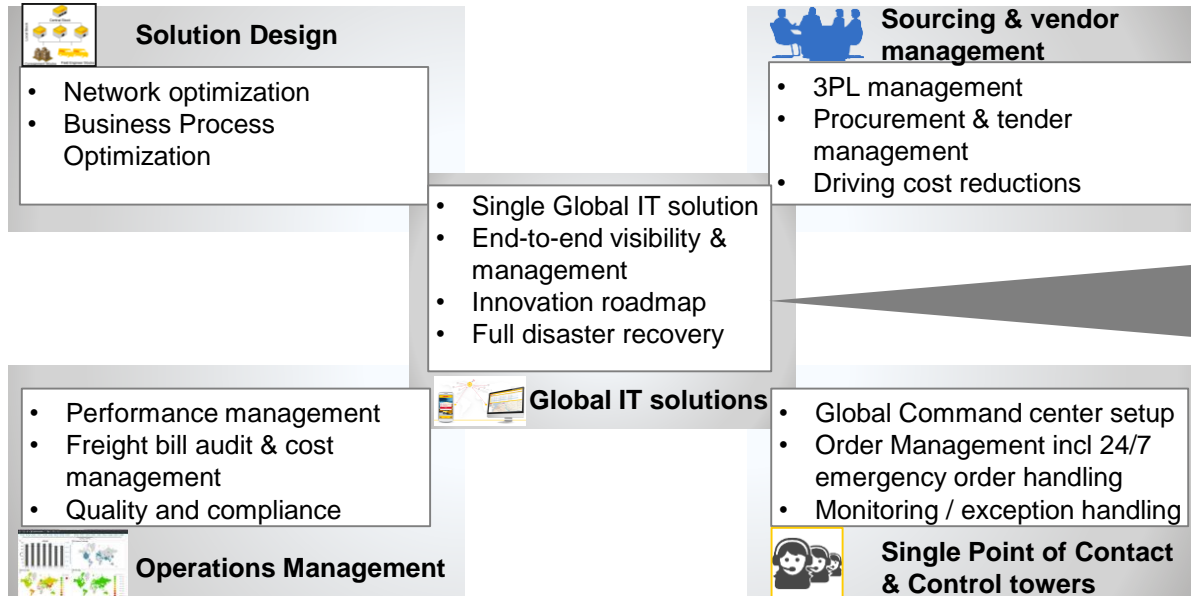 Solution Design
• Network optimization
• Business Process
Optimization
Sourcing & vendor
management
• 3PL management
• Procurement & tender
management
• Driving cost reductions
• Single Global IT solution
• End-to-end visibility &
management
• Innovation roadmap
• Full disaster recovery
Global IT solutions
• Performance management
• Freight bill audit & cost
management
• Quality and compliance
Operations Management
• Global Command center setup
• Order Management incl 24/7
emergency order handling
• Monitoring / exception handling
Single Point of Contact
& Control towers